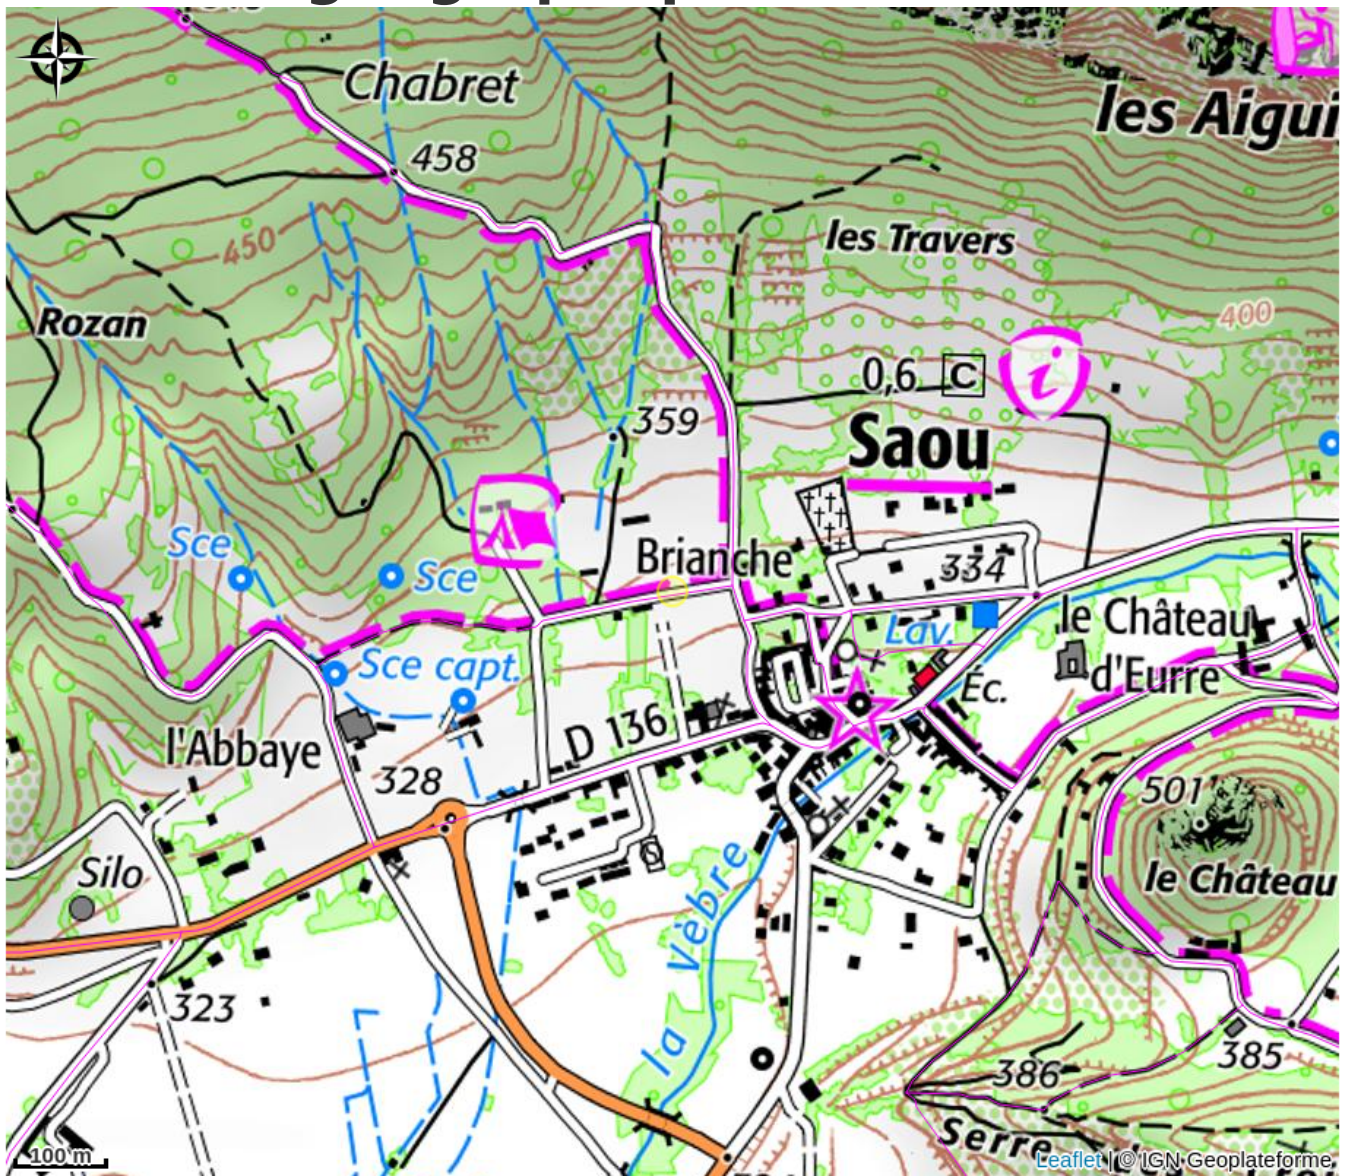 Chabret
458
les Aigui
450
les Travers
Rozan
400
0,6 C
i
359
Saou
Sce
Sce
Brianche
334
le Château
d'Eurre
Lav.
Sce capt.
Éc.
l'Abbaye
D 136
328
501
Silo
le Château
la Vèbre
323
386
385
Serre
100 m
Leaflet | © IGN Geoplateforme